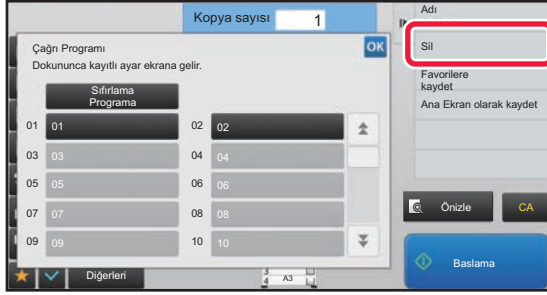 Kopya sayısı 1
Adı
Çağrı Programı
OK
Sil
Dokununca kayıtlı ayar ekrana gelir.
Favorilere
kaydet
Sıfırlama
Programa
Ana Ekran olarak kaydet
01 01 02 02
03 03 04 04
05 05 06 06
07 07 08 08
09 09 10 10
Önizle
CA
Baslama
Diğerleri
A3